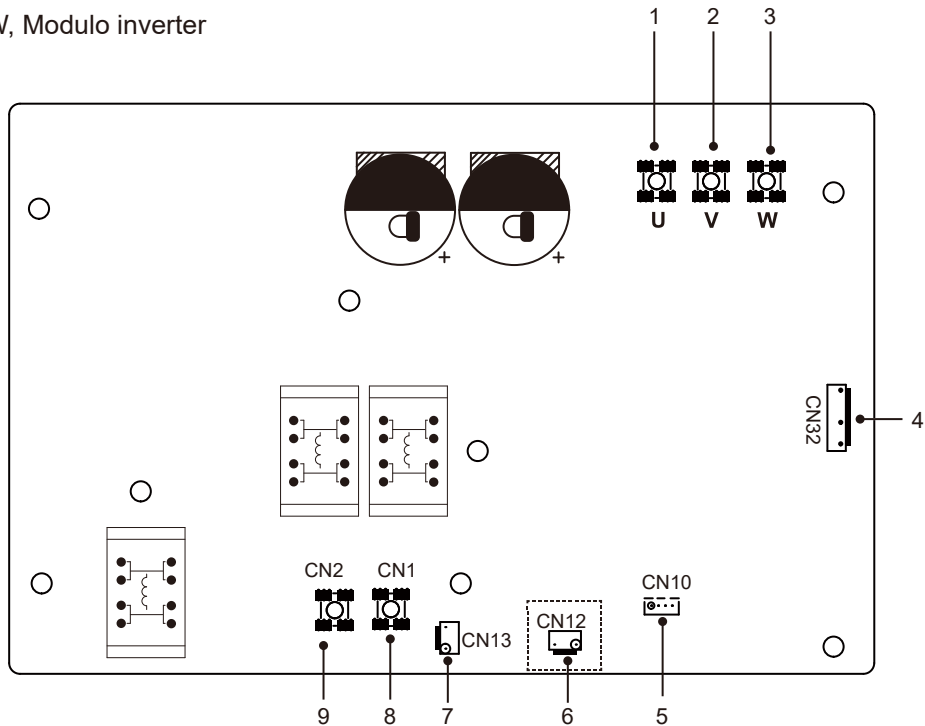 , Modulo inverter
1 2 3
U V W
+ +
CN32
4
CN2 CN1
CN10
CN12
CN13
9 8 7 6 5